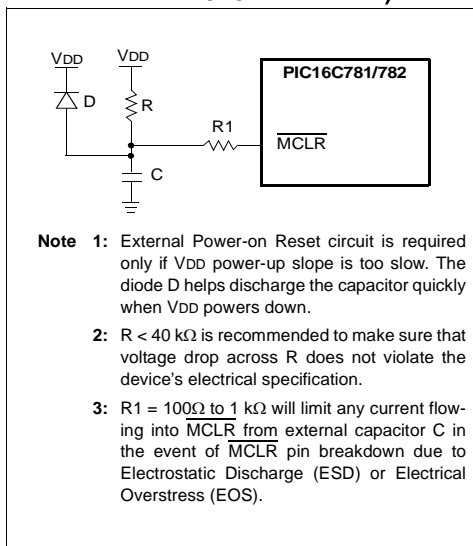 VDD
VDD
PIC16C781/782
D
R
R1
MCLR
C
Note 1: External Power-on Reset circuit is required
only if VDD power-up slope is too slow. The
diode D helps discharge the capacitor quickly
when VDD powers down.
2: R < 40 kΩ is recommended to make sure that
voltage drop across R does not violate the
device's electrical specification.
3: R1 = 100Ω to 1 kΩ will limit any current flow-
ing into MCLR from external capacitor C in
the event of MCLR pin breakdown due to
Electrostatic Discharge (ESD) or Electrical
Overstress (EOS).